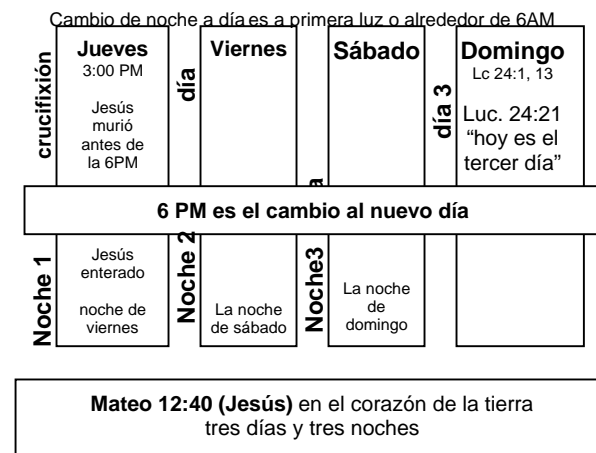 Cambio de noche a día es a primera luz o alrededor de 6AM
crucifixión
Jueves
3:00 PM
Jesús
murió
antes de
la 6PM
día
Viernes
Sábado
día 3
Domingo
Lc 24:1, 13
Luc. 24:21
“hoy es el
tercer día”
6 PM es el cambio al nuevo día
Noche 1
Jesús
enterado
noche de
viernes
Noche 2
La noche
de sábado
Noche3
La noche
de
domingo
Mateo 12:40 (Jesús) en el corazón de la tierra
tres días y tres noches